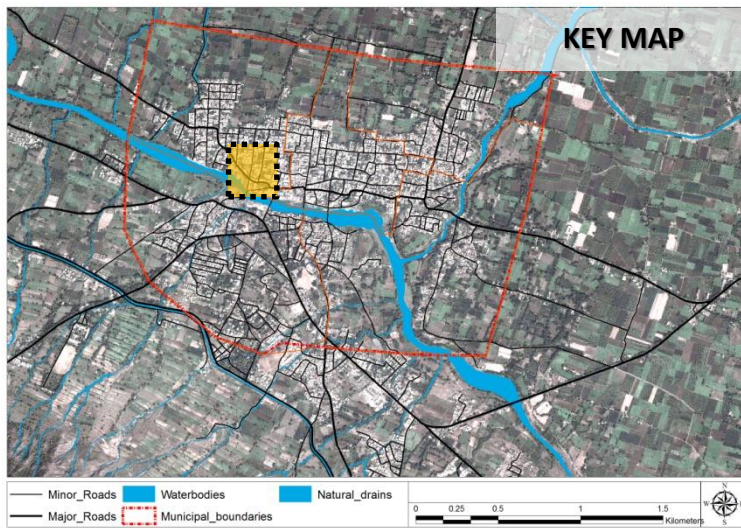 KEY MAP
Minor_Roads Waterbodies Natural_drains
Major_Roads Municipal_boundaries
0 0.25 0.5 1 1.5
Kilometers
N